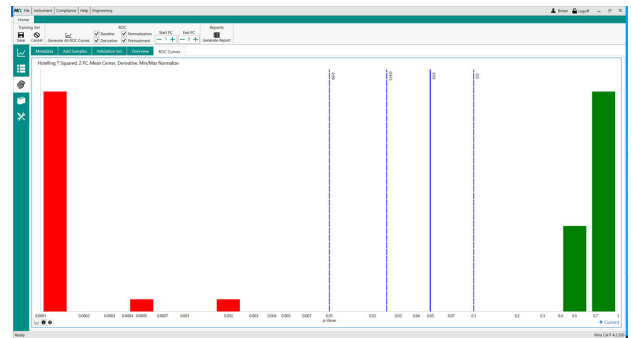 File Instrument Compliance Help Engineering
Logoff
Home
Training Set
ROC
Reports
Save Cancel Generate All ROC Curves
Baseline Normalization
Derivative Pretreatment
Start PC End PC
1 5
Generate Report
Metadata Add Samples Validation Set Overview ROC Curves
Hotelling T Squared, 2 PC, Mean Center, Derivative, Min/Max Normalize
0.0001 0.0002 0.0003 0.0004 0.0005 0.0007 0.001 0.002 0.003 0.004 0.005 0.007 0.01 0.02 0.03 0.04 0.05 0.07 0.1 0.2 0.3 0.4 0.5 0.7 1
p-Value
Current
Ready